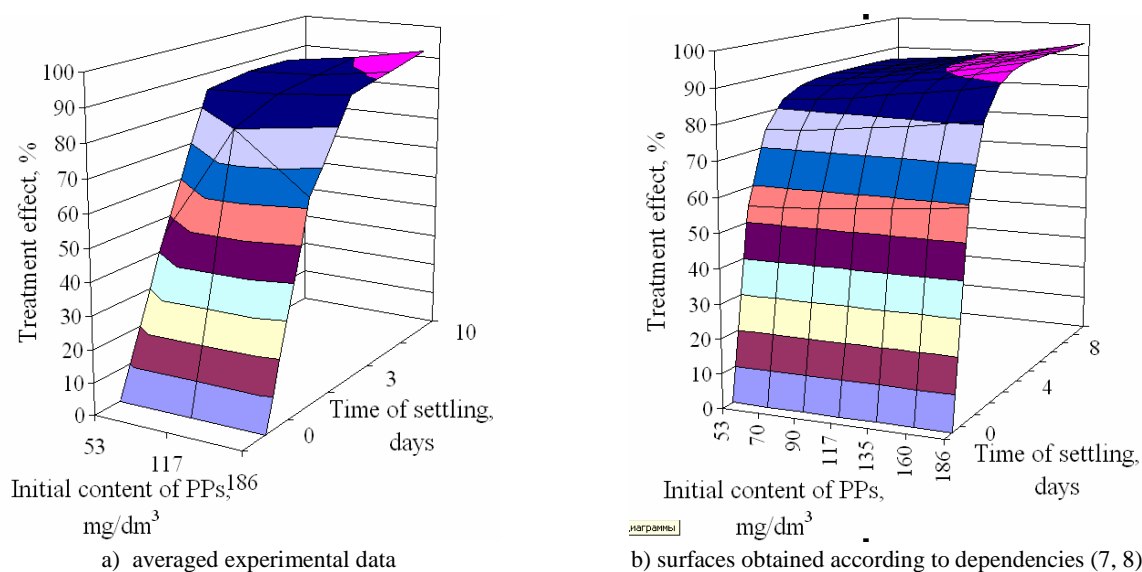 100
90
80
70
60
50
40
30
20
10
0
Treatment effect, %
53
117
186
Initial content of PPs,
mg/dm³
0
3
10
Time of settling,
days
a) averaged experimental data
100
90
80
70
60
50
40
30
20
10
0
Treatment effect, %
53
70
90
117
135
160
186
Initial content of PPs,
mg/dm³
0
4
8
Time of settling,
days
иаграммы
b) surfaces obtained according to dependencies (7, 8)